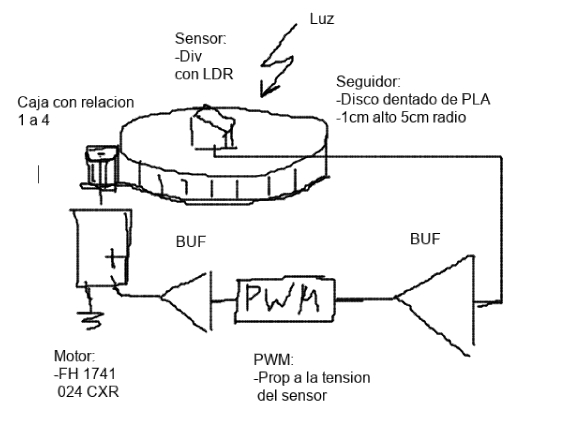 Luz
Sensor:
-Div
con LDR
Seguidor:
-Disco dentado de PLA
-1cm alto 5cm radio
Caja con relacion
1 a 4
BUF
BUF
PWM
Motor:
-FH 1741
024 CXR
PWM:
-Prop a la tension
del sensor